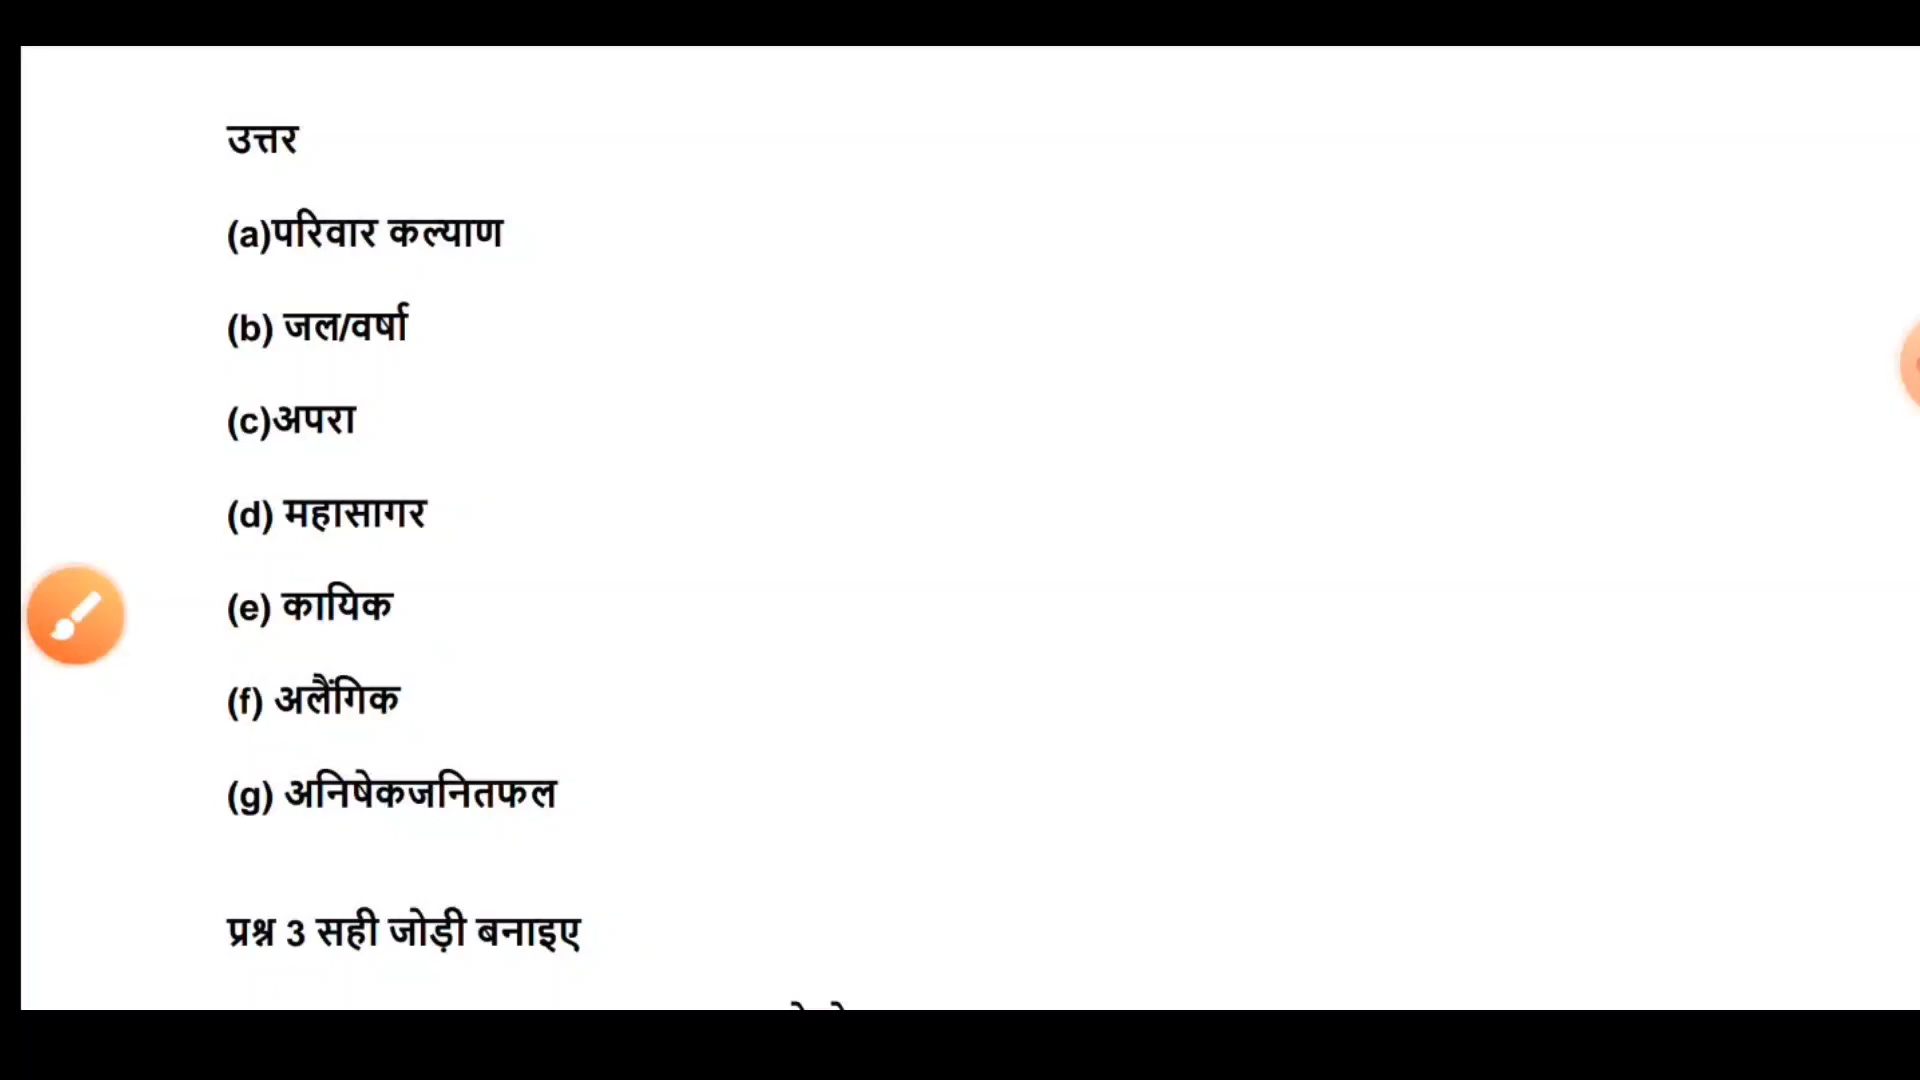 उत्तर
(a)परिवार कल्याण
(b) जल/वर्षा
(c)अपरा
(d) महासागर
(e) कायिक
(f) अलैंगिक
(g) अनिषेकजनितफल
प्रश्न 3 सही जोड़ी बनाइए